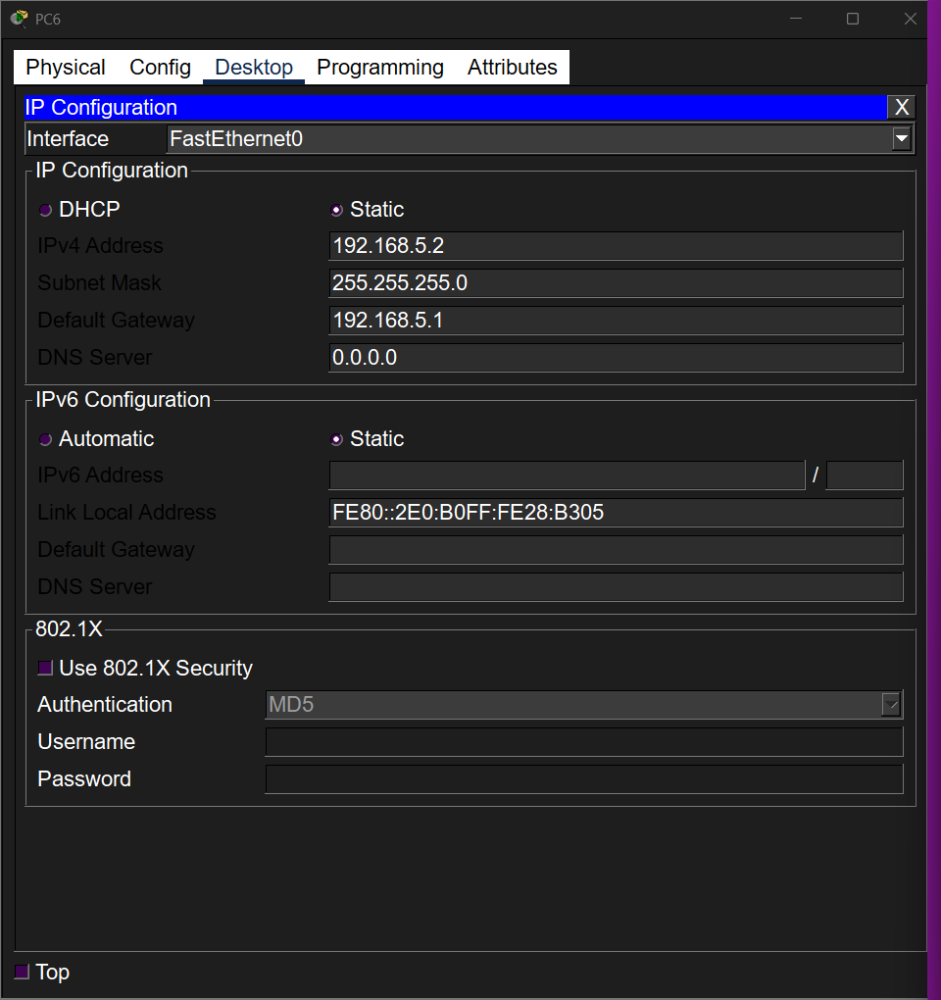 PC6
Physical Config Desktop Programming Attributes
IP Configuration X
Interface FastEthernet0
IP Configuration
DHCP Static
IPv4 Address 192.168.5.2
Subnet Mask 255.255.255.0
Default Gateway 192.168.5.1
DNS Server 0.0.0.0
IPv6 Configuration
Automatic Static
IPv6 Address /
Link Local Address FE80::2E0:B0FF:FE28:B305
Default Gateway
DNS Server
802.1X
Use 802.1X Security
Authentication MD5
Username
Password
Top